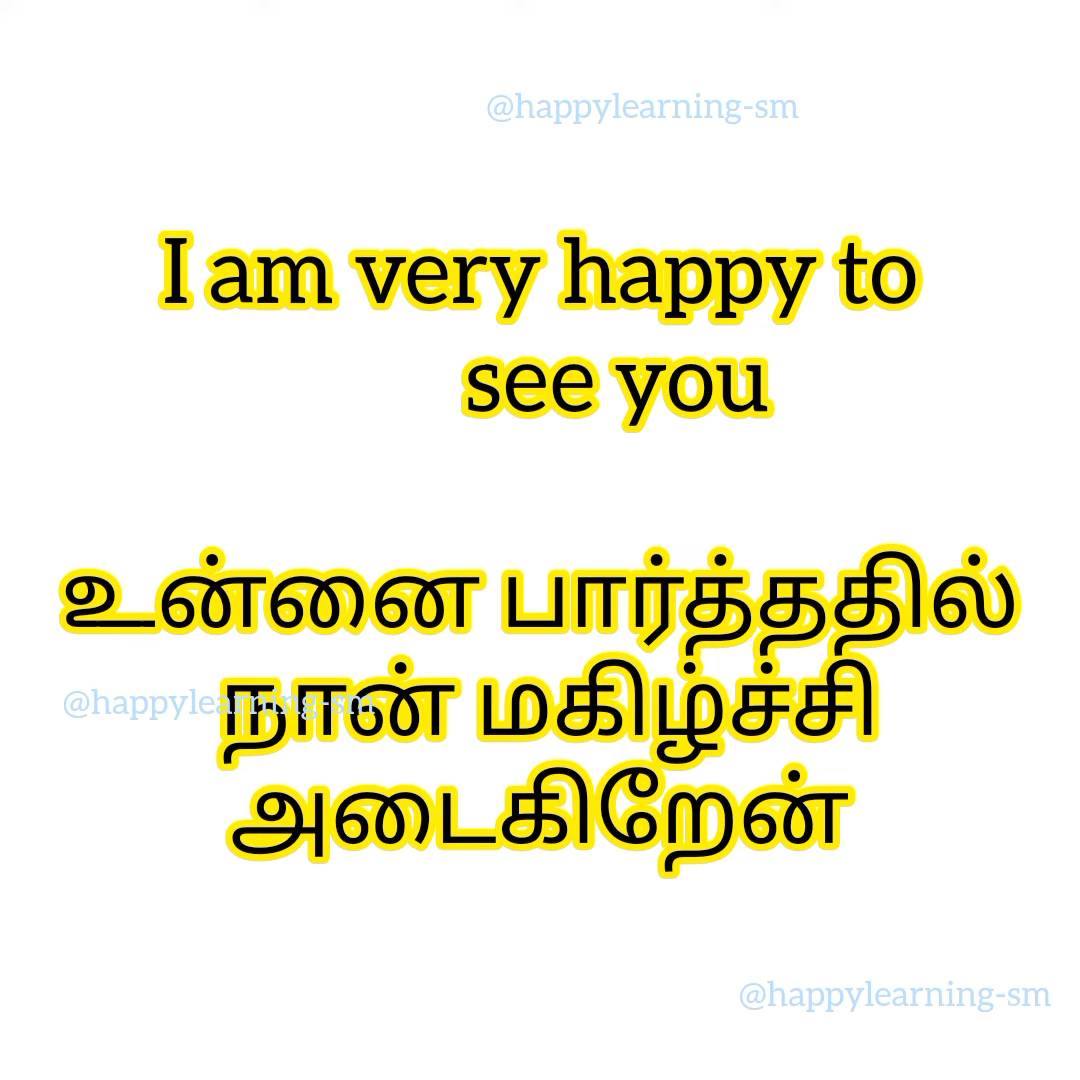 @happylearning-sm
I am very happy to
see you
உன்னை பார்த்ததில்
@happylearning-sm
நான் மகிழ்ச்சி
அடைகிறேன்
@happylearning-sm